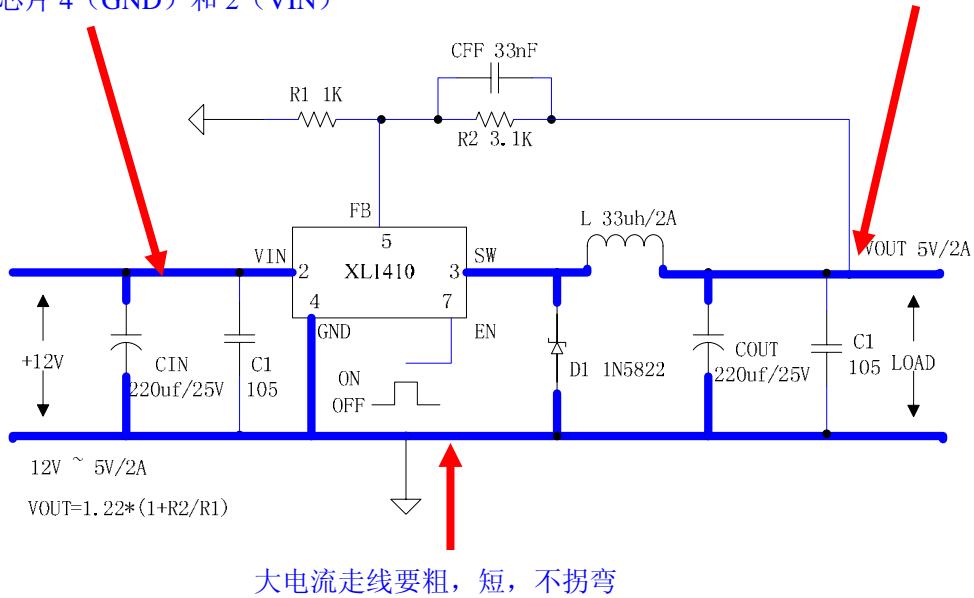 芯片 4（GND）和 2（VIN）
CFF 33nF
R1 1K
R2 3.1K
FB
5
L 33uh/2A
VIN
2
XL1410
3
SW
VOUT 5V/2A
4
7
GND
EN
+12V
CIN
220uf/25V
C1
105
ON
OFF
D1 1N5822
COUT
220uf/25V
C1
105
LOAD
12V ~ 5V/2A
VOUT=1.22*(1+R2/R1)
大电流走线要粗，短，不拐弯